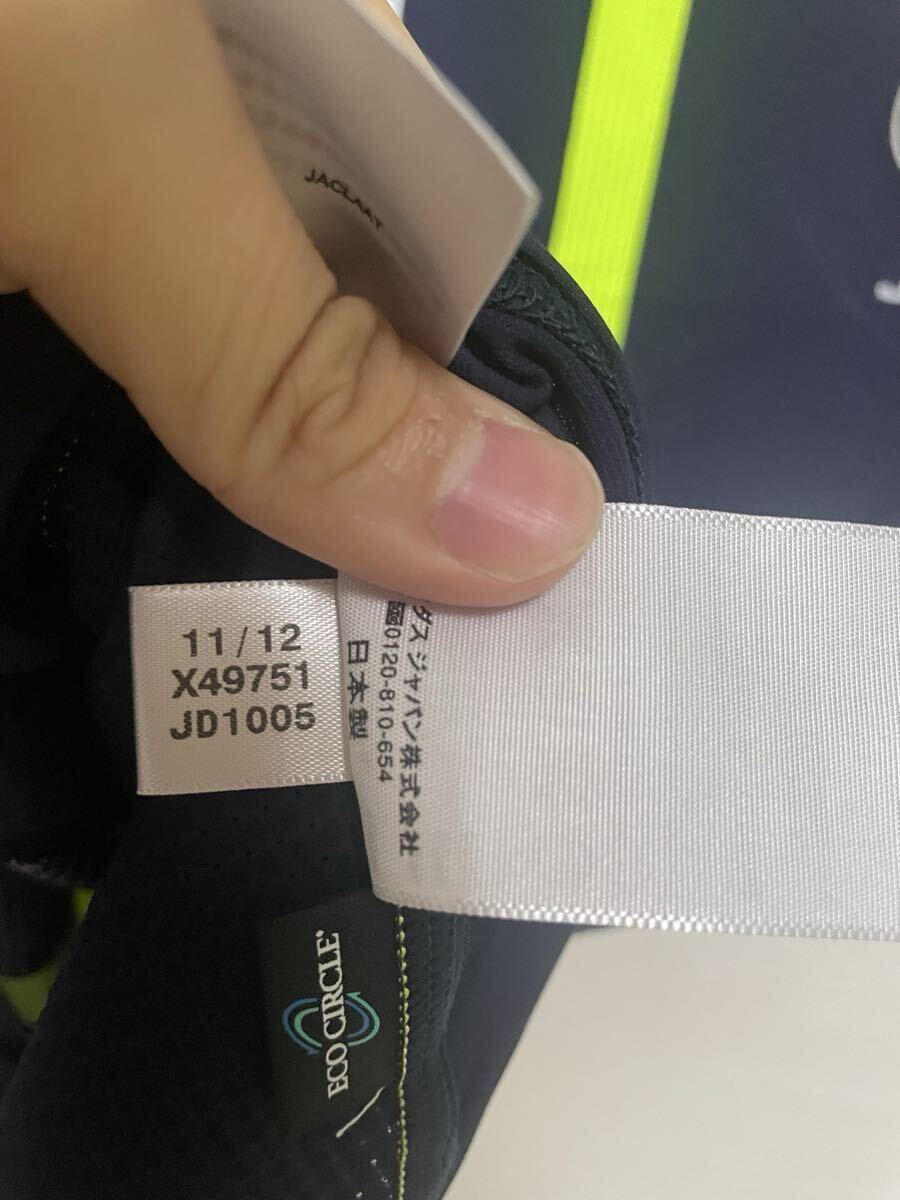 JACLAAT
11/12
X49751
JD1005
ダス ジャパン株式会社
0120-810-654
日本製
ECO CIRCLE®